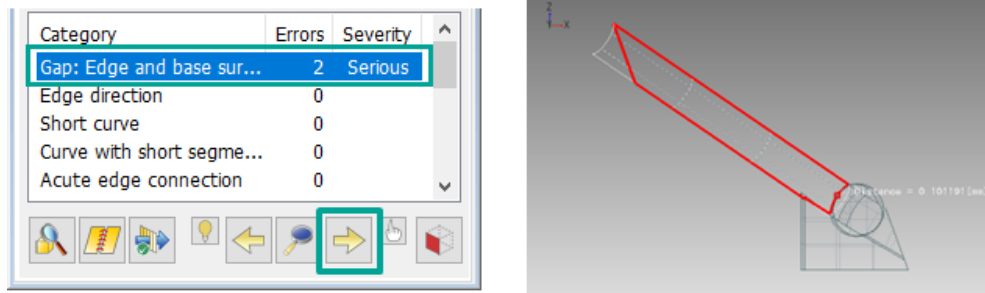 Category Errors Severity
Gap: Edge and base sur... 2 Serious
Edge direction 0
Short curve 0
Curve with short segme... 0
Acute edge connection 0
Z
X
Distance = 0.101191[mm